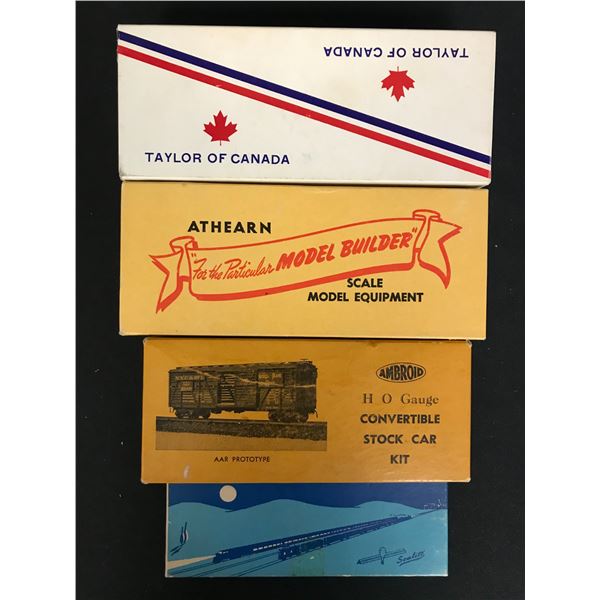 TAYLOR OF CANADA
TAYLOR OF CANADA
ATHEARN
"For the Particular MODEL BUILDER"
SCALE
MODEL EQUIPMENT
AMBROID
H O Gauge
CONVERTIBLE
STOCK CAR
KIT
AAR PROTOTYPE